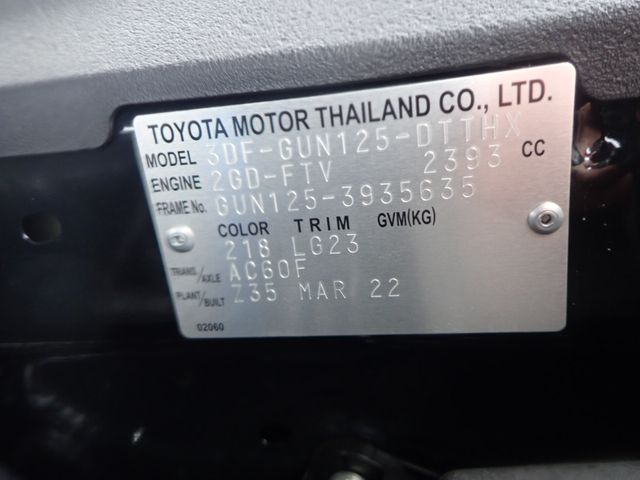 TOYOTA MOTOR THAILAND CO., LTD.
MODEL 3DF-GUN125-DTTHX
ENGINE 2GD-FTV 2393 CC
FRAME No. GUN125-3935635
COLOR TRIM GVM(KG)
218 LG23
TRANS/AXLE AC60F
PLANT/BUILT Z35 MAR 22
02060